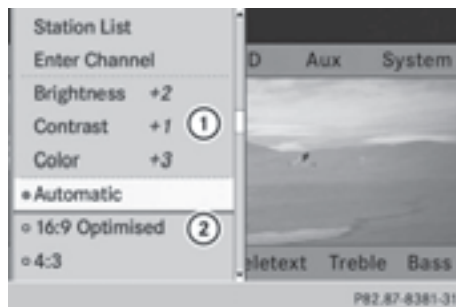 Station List
Enter Channel
D Aux System
Brightness +2
Contrast +1 1
Color +3
Automatic
16:9 Optimised 2
4:3
eletext Treble Bass
P82.87-8381-31